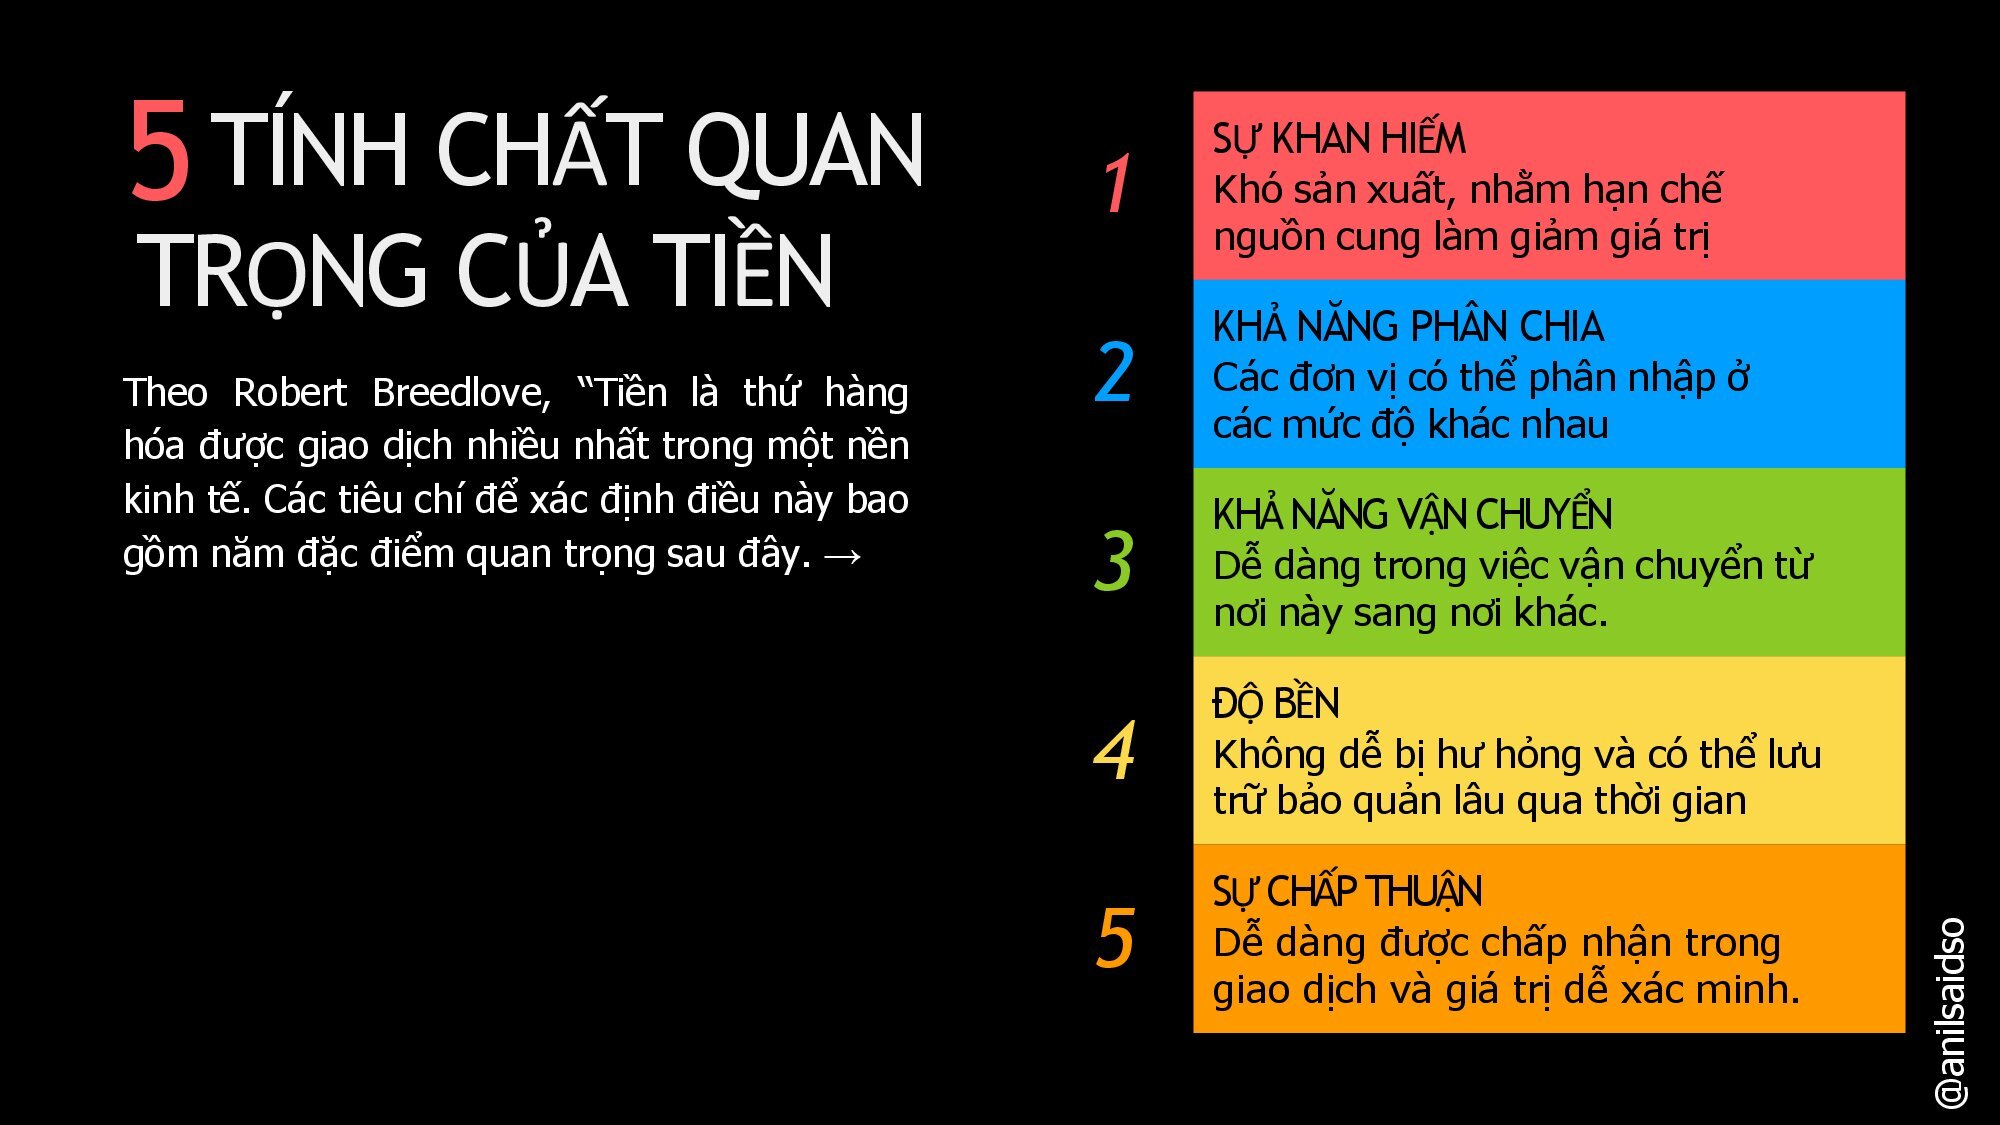 5 TÍNH CHẤT QUAN
TRỌNG CỦA TIỀN
Theo Robert Breedlove, “Tiền là thứ hàng
hóa được giao dịch nhiều nhất trong một nền
kinh tế. Các tiêu chí để xác định điều này bao
gồm năm đặc điểm quan trọng sau đây. →
1
SỰ KHAN HIẾM
Khó sản xuất, nhằm hạn chế
nguồn cung làm giảm giá trị
2
KHẢ NĂNG PHÂN CHIA
Các đơn vị có thể phân nhập ở
các mức độ khác nhau
3
KHẢ NĂNG VẬN CHUYỂN
Dễ dàng trong việc vận chuyển từ
nơi này sang nơi khác.
4
ĐỘ BỀN
Không dễ bị hư hỏng và có thể lưu
trữ bảo quản lâu qua thời gian
5
SỰ CHẤP THUẬN
Dễ dàng được chấp nhận trong
giao dịch và giá trị dễ xác minh.
@anilsaidso